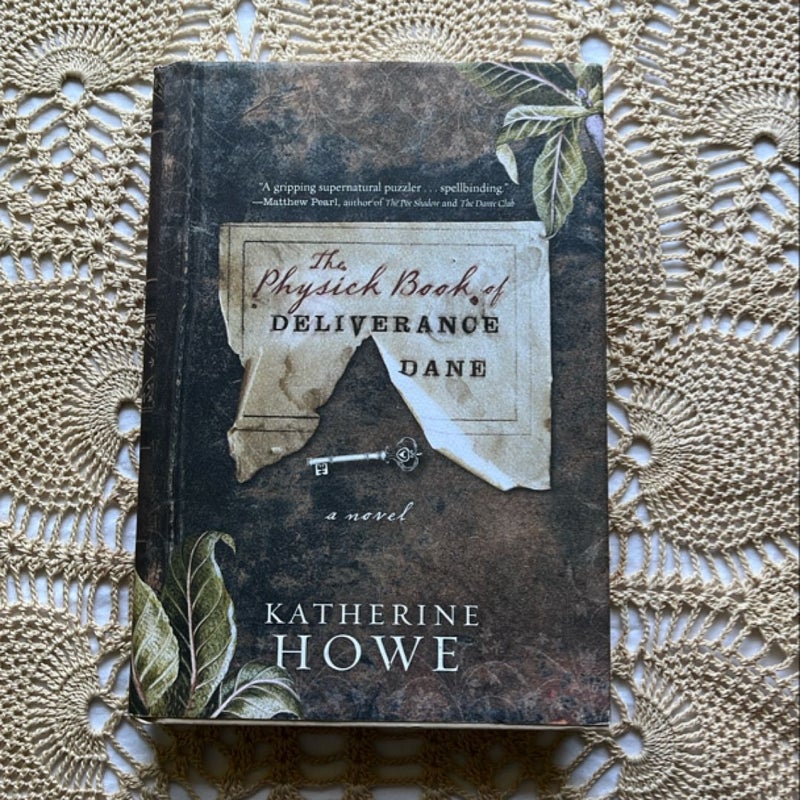 "A gripping supernatural puzzler . . . spellbinding."
—Matthew Pearl, author of The Poe Shadow and The Dante Club
The
Physick Book of
DELIVERANCE
DANE
a novel
KATHERINE
HOWE